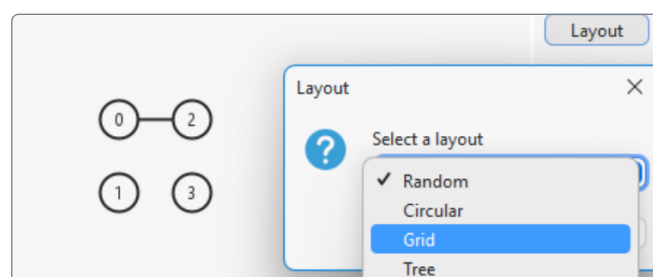 Layout
Layout
0 2
Select a layout
1 3
✓ Random
Circular
Grid
Tree